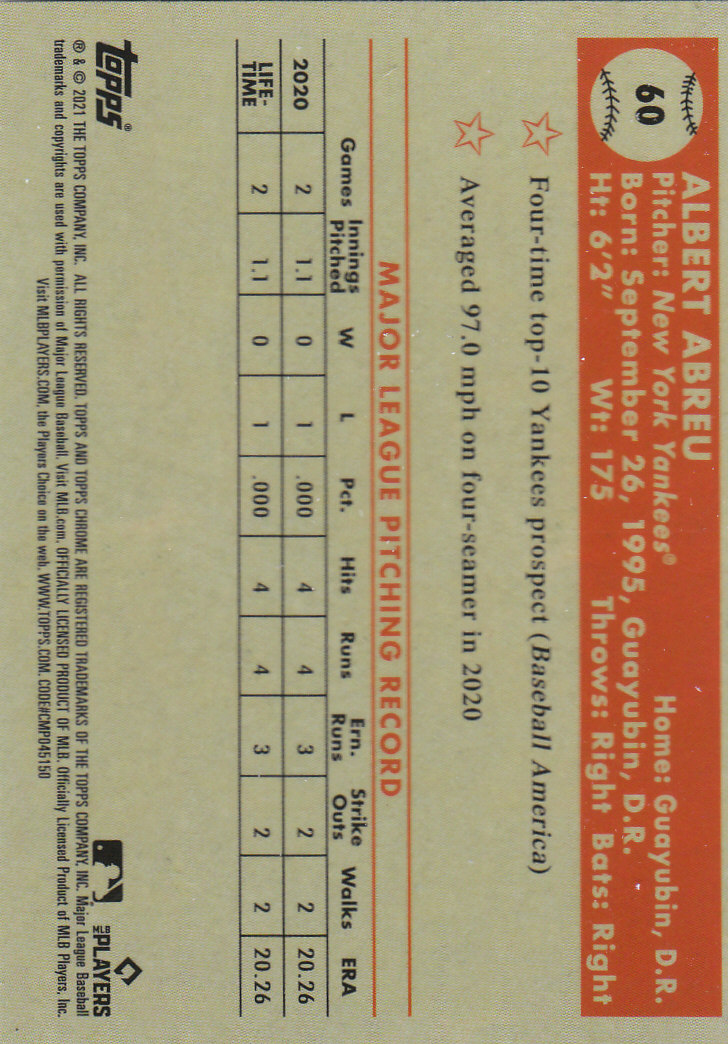 60
ALBERT ABREU
Pitcher: New York Yankees® Home: Guayubin, D.R.
Born: September 26, 1995, Guayubin, D.R.
Ht: 6'2" Wt: 175 Throws: Right Bats: Right
Four-time top-10 Yankees prospect (Baseball America)
Averaged 97.0 mph on four-seamer in 2020
MAJOR LEAGUE PITCHING RECORD
Games Innings Pitched W L Pct. Hits Runs Ern. Runs Strike Outs Walks ERA
2020 2 1.1 0 1 .000 4 4 3 2 2 20.26
LIFE-TIME 2 1.1 0 1 .000 4 4 3 2 2 20.26
topps®
MLB PLAYERS
® & © 2021 THE TOPPS COMPANY, INC. ALL RIGHTS RESERVED. TOPPS AND TOPPS CHROME ARE REGISTERED TRADEMARKS OF THE TOPPS COMPANY, INC. Major League Baseball
trademarks and copyrights are used with permission of Major League Baseball. Visit MLB.com. OFFICIALLY LICENSED PRODUCT OF MLB. Officially Licensed Product of MLB Players, Inc.
Visit MLBPLAYERS.COM, the Players Choice on the web. WWW.TOPPS.COM. CODE#CMP045150